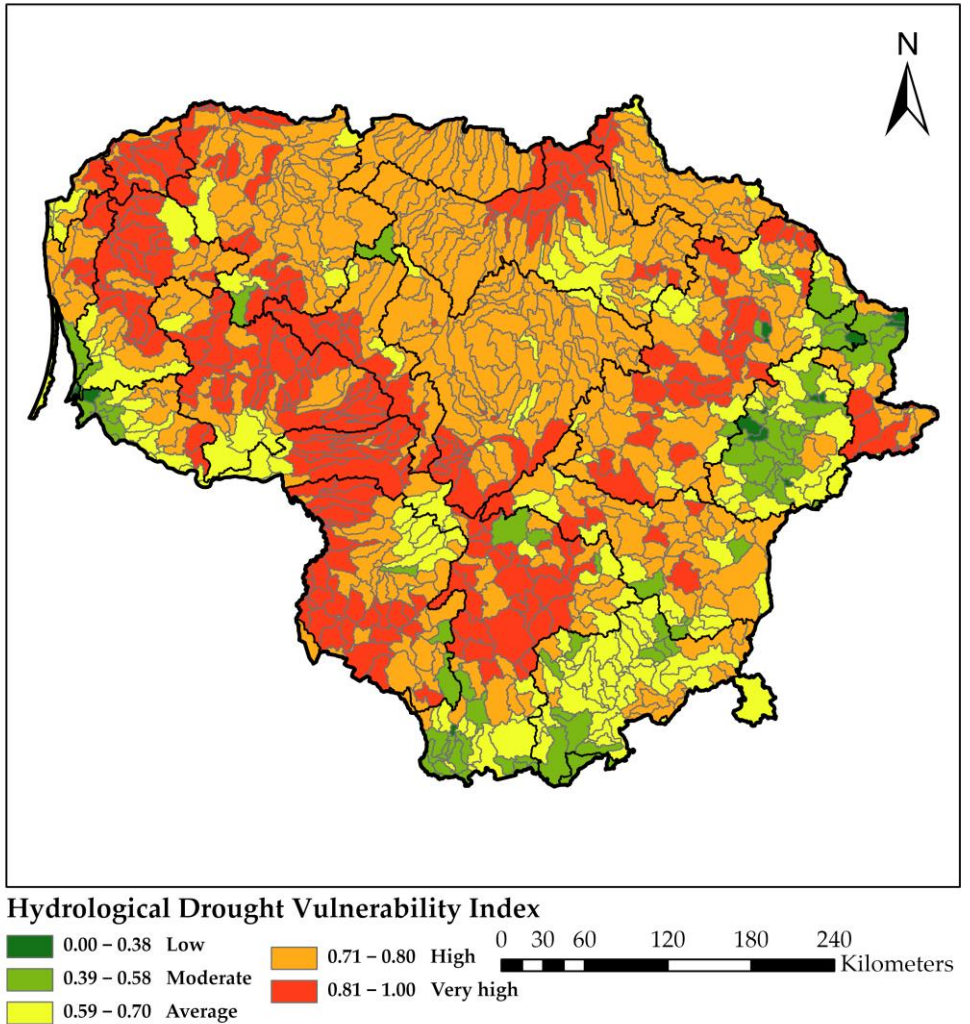 N
Hydrological Drought Vulnerability Index
0.00 – 0.38 Low
0.39 – 0.58 Moderate
0.59 – 0.70 Average
0.71 – 0.80 High
0.81 – 1.00 Very high
0 30 60 120 180 240
Kilometers